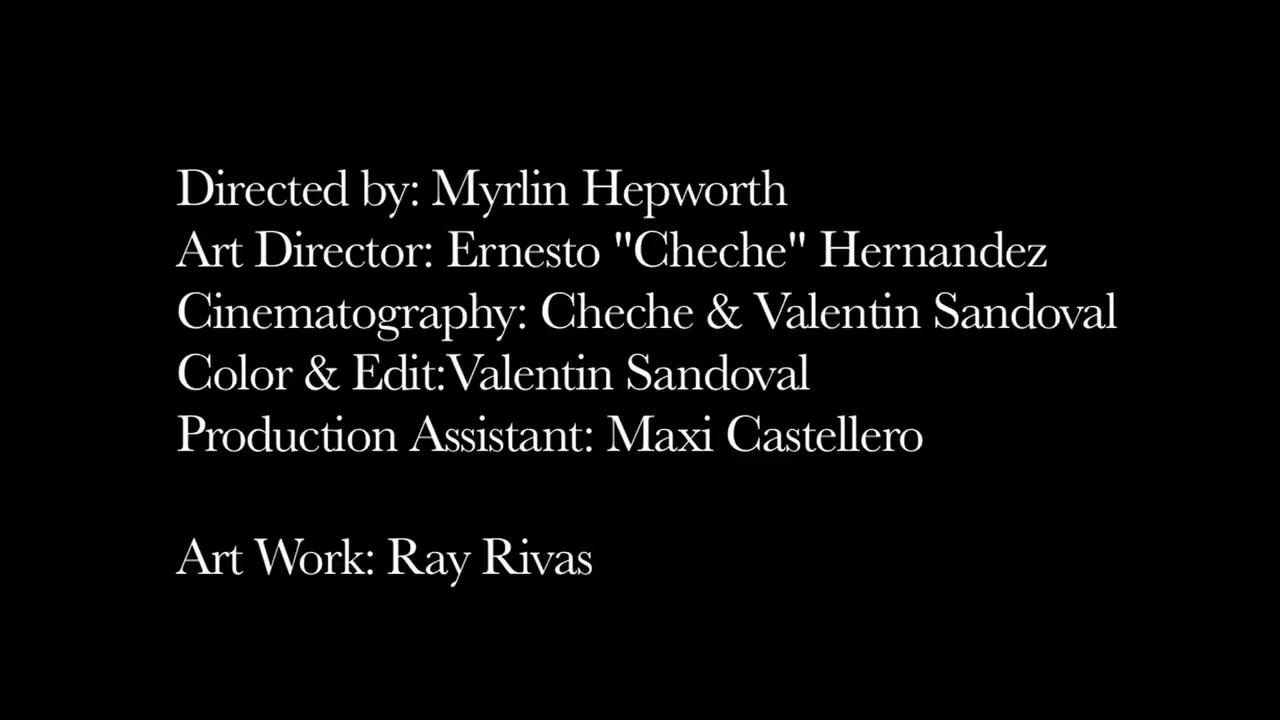 Directed by: Myrlin Hepworth
Art Director: Ernesto "Cheche" Hernandez
Cinematography: Cheche & Valentin Sandoval
Color & Edit:Valentin Sandoval
Production Assistant: Maxi Castellero
Art Work: Ray Rivas